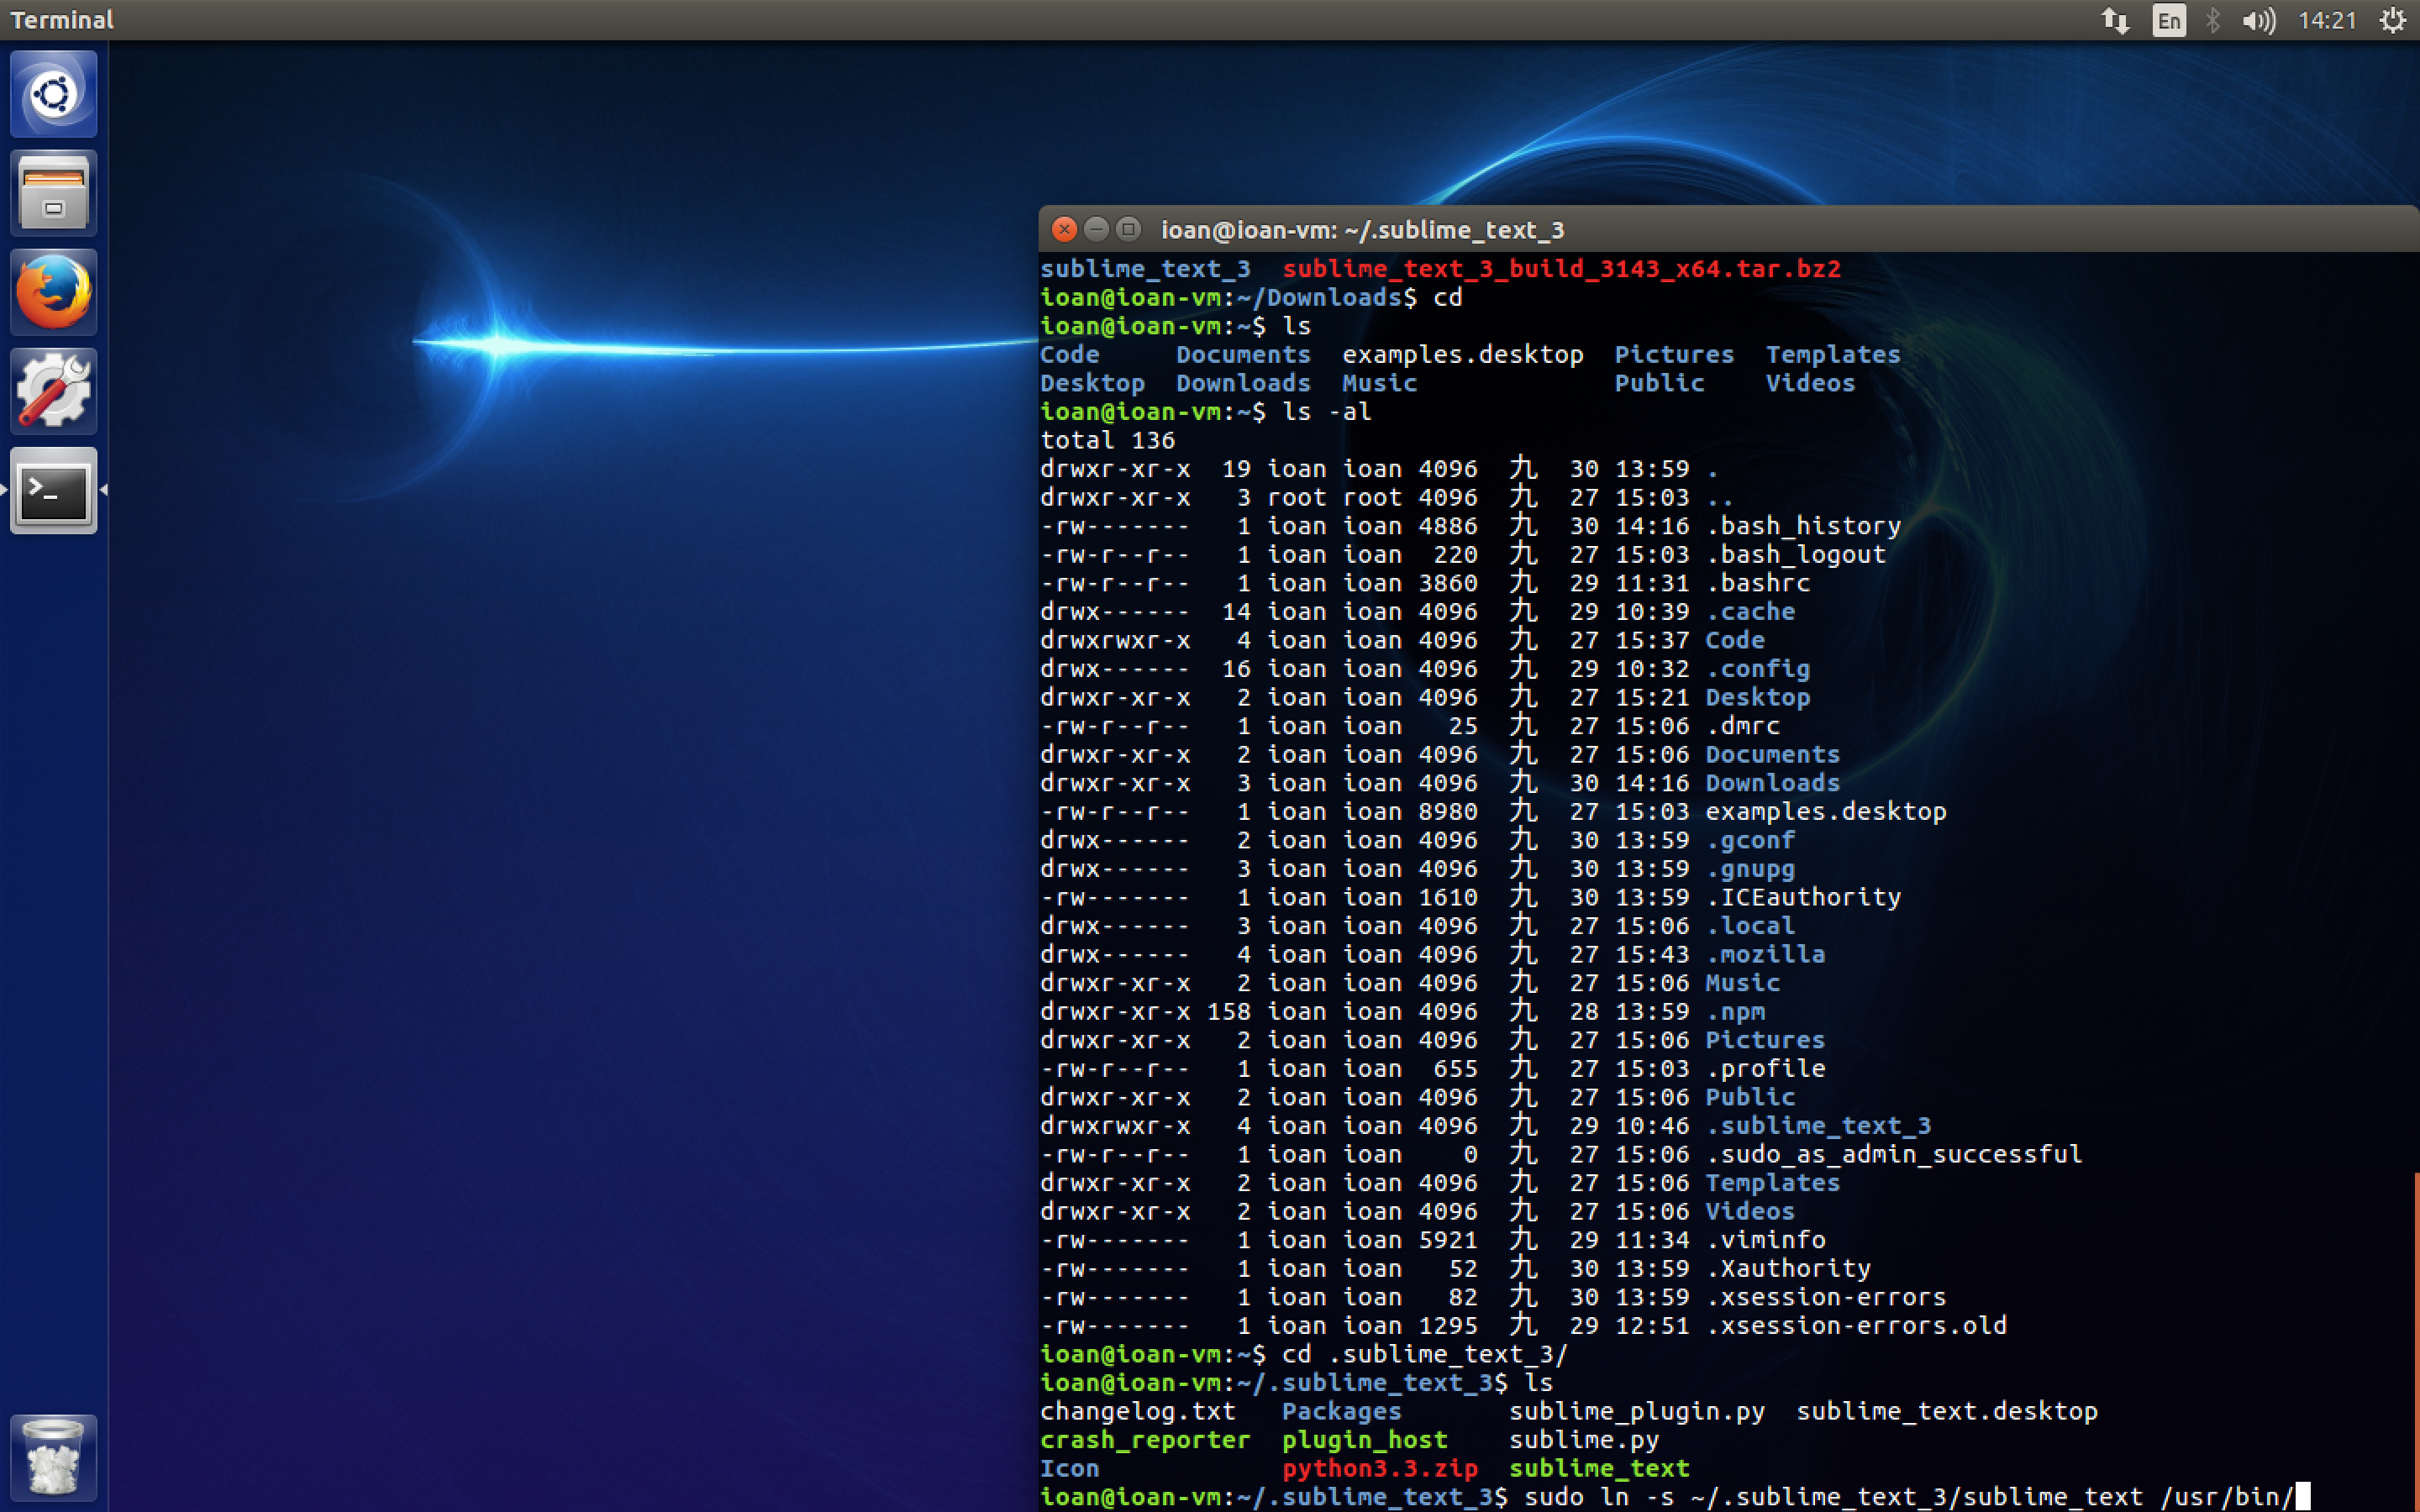 Terminal
En 14:21
ioan@ioan-vm: ~/.sublime_text_3
sublime_text_3  sublime_text_3_build_3143_x64.tar.bz2
ioan@ioan-vm:~/Downloads$ cd
ioan@ioan-vm:~$ ls
Code     Documents  examples.desktop  Pictures  Templates
Desktop  Downloads  Music             Public    Videos
ioan@ioan-vm:~$ ls -al
total 136
drwxr-xr-x  19 ioan ioan 4096  九  30 13:59 .
drwxr-xr-x   3 root root 4096  九  27 15:03 ..
-rw-------   1 ioan ioan 4886  九  30 14:16 .bash_history
-rw-r--r--   1 ioan ioan  220  九  27 15:03 .bash_logout
-rw-r--r--   1 ioan ioan 3860  九  29 11:31 .bashrc
drwx------  14 ioan ioan 4096  九  29 10:39 .cache
drwxrwxr-x   4 ioan ioan 4096  九  27 15:37 Code
drwx------  16 ioan ioan 4096  九  29 10:32 .config
drwxr-xr-x   2 ioan ioan 4096  九  27 15:21 Desktop
-rw-r--r--   1 ioan ioan   25  九  27 15:06 .dmrc
drwxr-xr-x   2 ioan ioan 4096  九  27 15:06 Documents
drwxr-xr-x   3 ioan ioan 4096  九  30 14:16 Downloads
-rw-r--r--   1 ioan ioan 8980  九  27 15:03 examples.desktop
drwx------   2 ioan ioan 4096  九  30 13:59 .gconf
drwx------   3 ioan ioan 4096  九  30 13:59 .gnupg
-rw-------   1 ioan ioan 1610  九  30 13:59 .ICEauthority
drwx------   3 ioan ioan 4096  九  27 15:06 .local
drwx------   4 ioan ioan 4096  九  27 15:43 .mozilla
drwxr-xr-x   2 ioan ioan 4096  九  27 15:06 Music
drwxr-xr-x 158 ioan ioan 4096  九  28 13:59 .npm
drwxr-xr-x   2 ioan ioan 4096  九  27 15:06 Pictures
-rw-r--r--   1 ioan ioan  655  九  27 15:03 .profile
drwxr-xr-x   2 ioan ioan 4096  九  27 15:06 Public
drwxrwxr-x   4 ioan ioan 4096  九  29 10:46 .sublime_text_3
-rw-r--r--   1 ioan ioan    0  九  27 15:06 .sudo_as_admin_successful
drwxr-xr-x   2 ioan ioan 4096  九  27 15:06 Templates
drwxr-xr-x   2 ioan ioan 4096  九  27 15:06 Videos
-rw-------   1 ioan ioan 5921  九  29 11:34 .viminfo
-rw-------   1 ioan ioan   52  九  30 13:59 .Xauthority
-rw-------   1 ioan ioan   82  九  30 13:59 .xsession-errors
-rw-------   1 ioan ioan 1295  九  29 12:51 .xsession-errors.old
ioan@ioan-vm:~$ cd .sublime_text_3/
ioan@ioan-vm:~/.sublime_text_3$ ls
changelog.txt   Packages       sublime_plugin.py  sublime_text.desktop
crash_reporter  plugin_host    sublime.py
Icon            python3.3.zip  sublime_text
ioan@ioan-vm:~/.sublime_text_3$ sudo ln -s ~/.sublime_text_3/sublime_text /usr/bin/